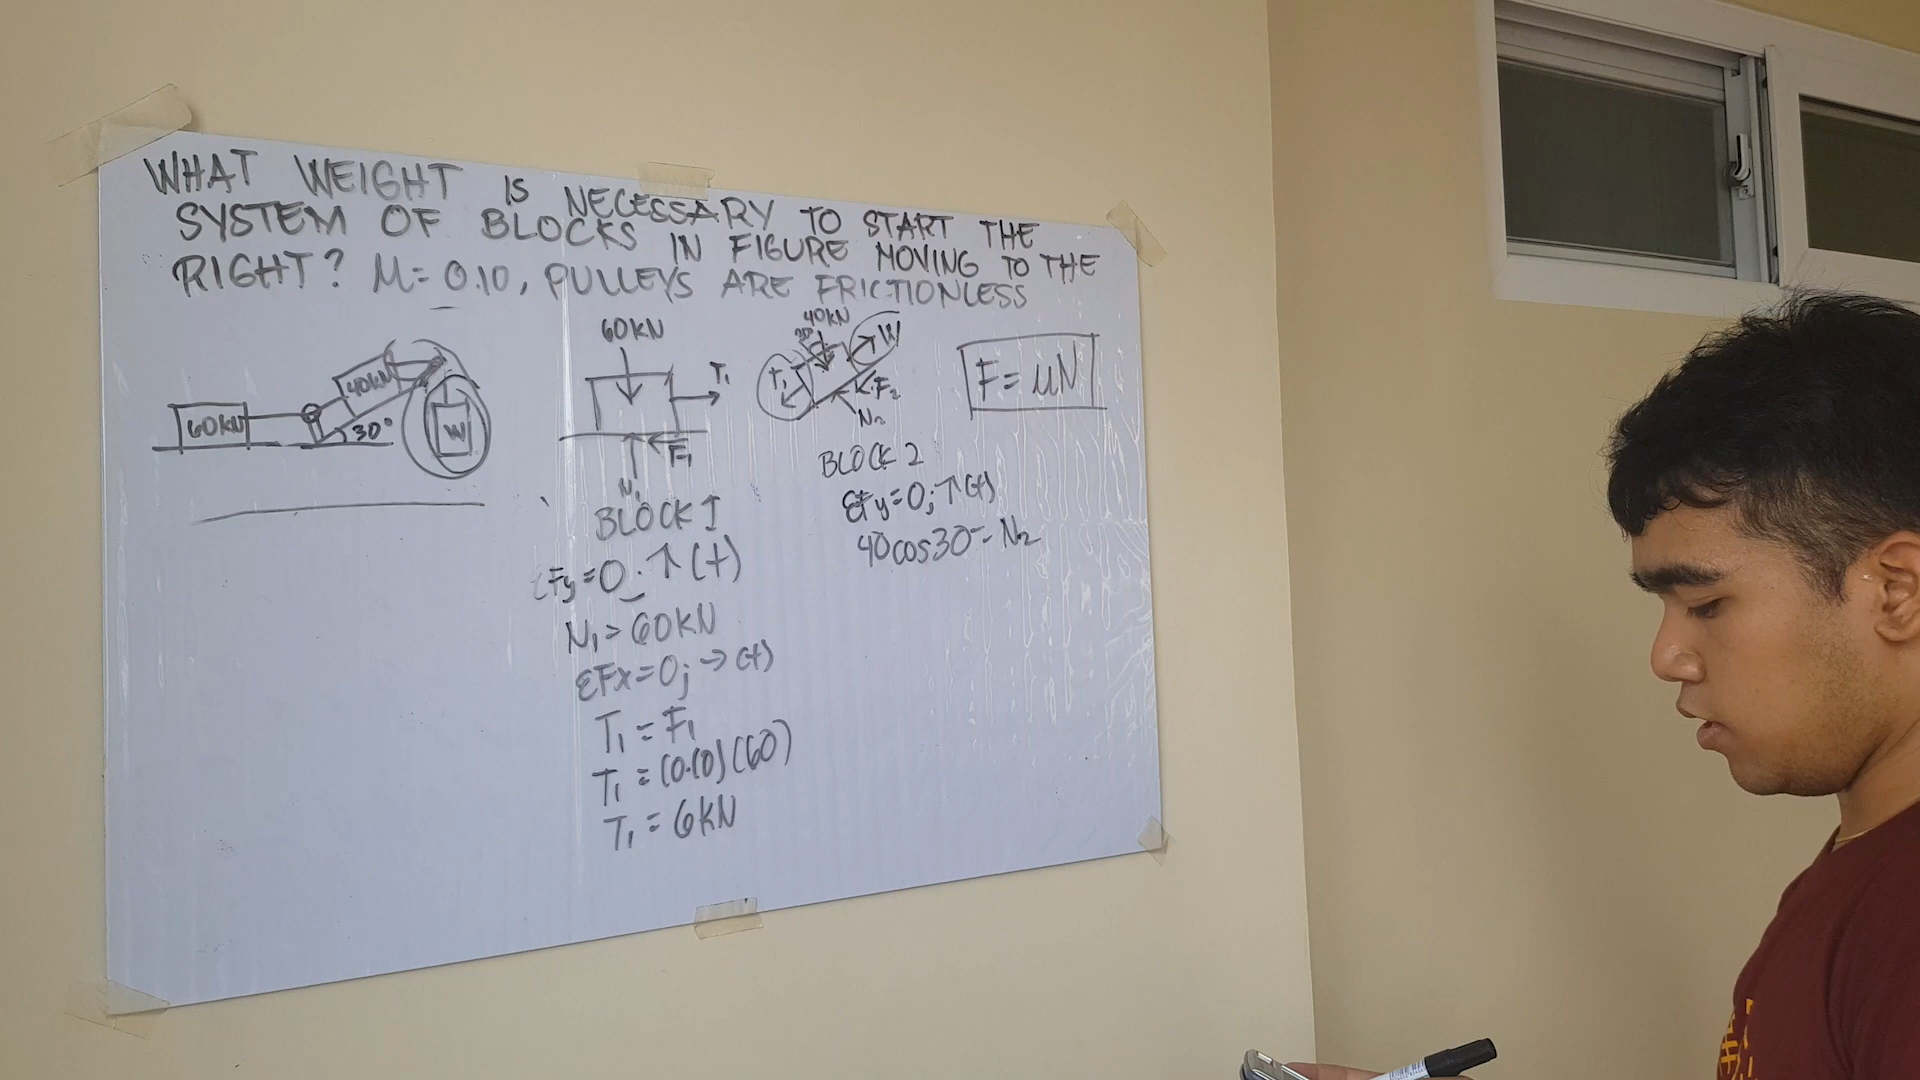 WHAT WEIGHT IS NECESSARY TO START THE
SYSTEM OF BLOCKS IN FIGURE MOVING TO THE
RIGHT? M = 0.10, PULLEYS ARE FRICTIONLESS
60KN
40KN
30°
W
60KN
T₁
F₁
N₁
BLOCK I
ΣFy=0; ↑(+)
N₁ = 60KN
ΣFx=0; → (+)
T₁ = F₁
T₁ = (0.10)(60)
T₁ = 6KN
40KN
30°
W
T₁
F₂
N₂
BLOCK 2
ΣFy=0; ↑(+)
40cos30 = N₂
F = μN